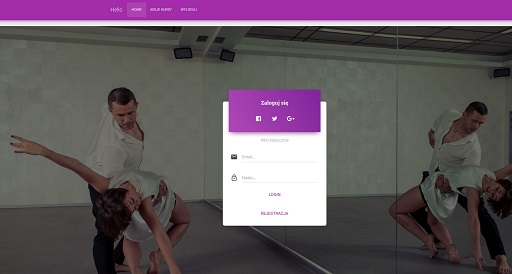 Hello HOME MOJE KURSY WYLOGUJ
Zaloguj się
Albo klasycznie
Email...
Hasło...
LOGIN
REJESTRACJA